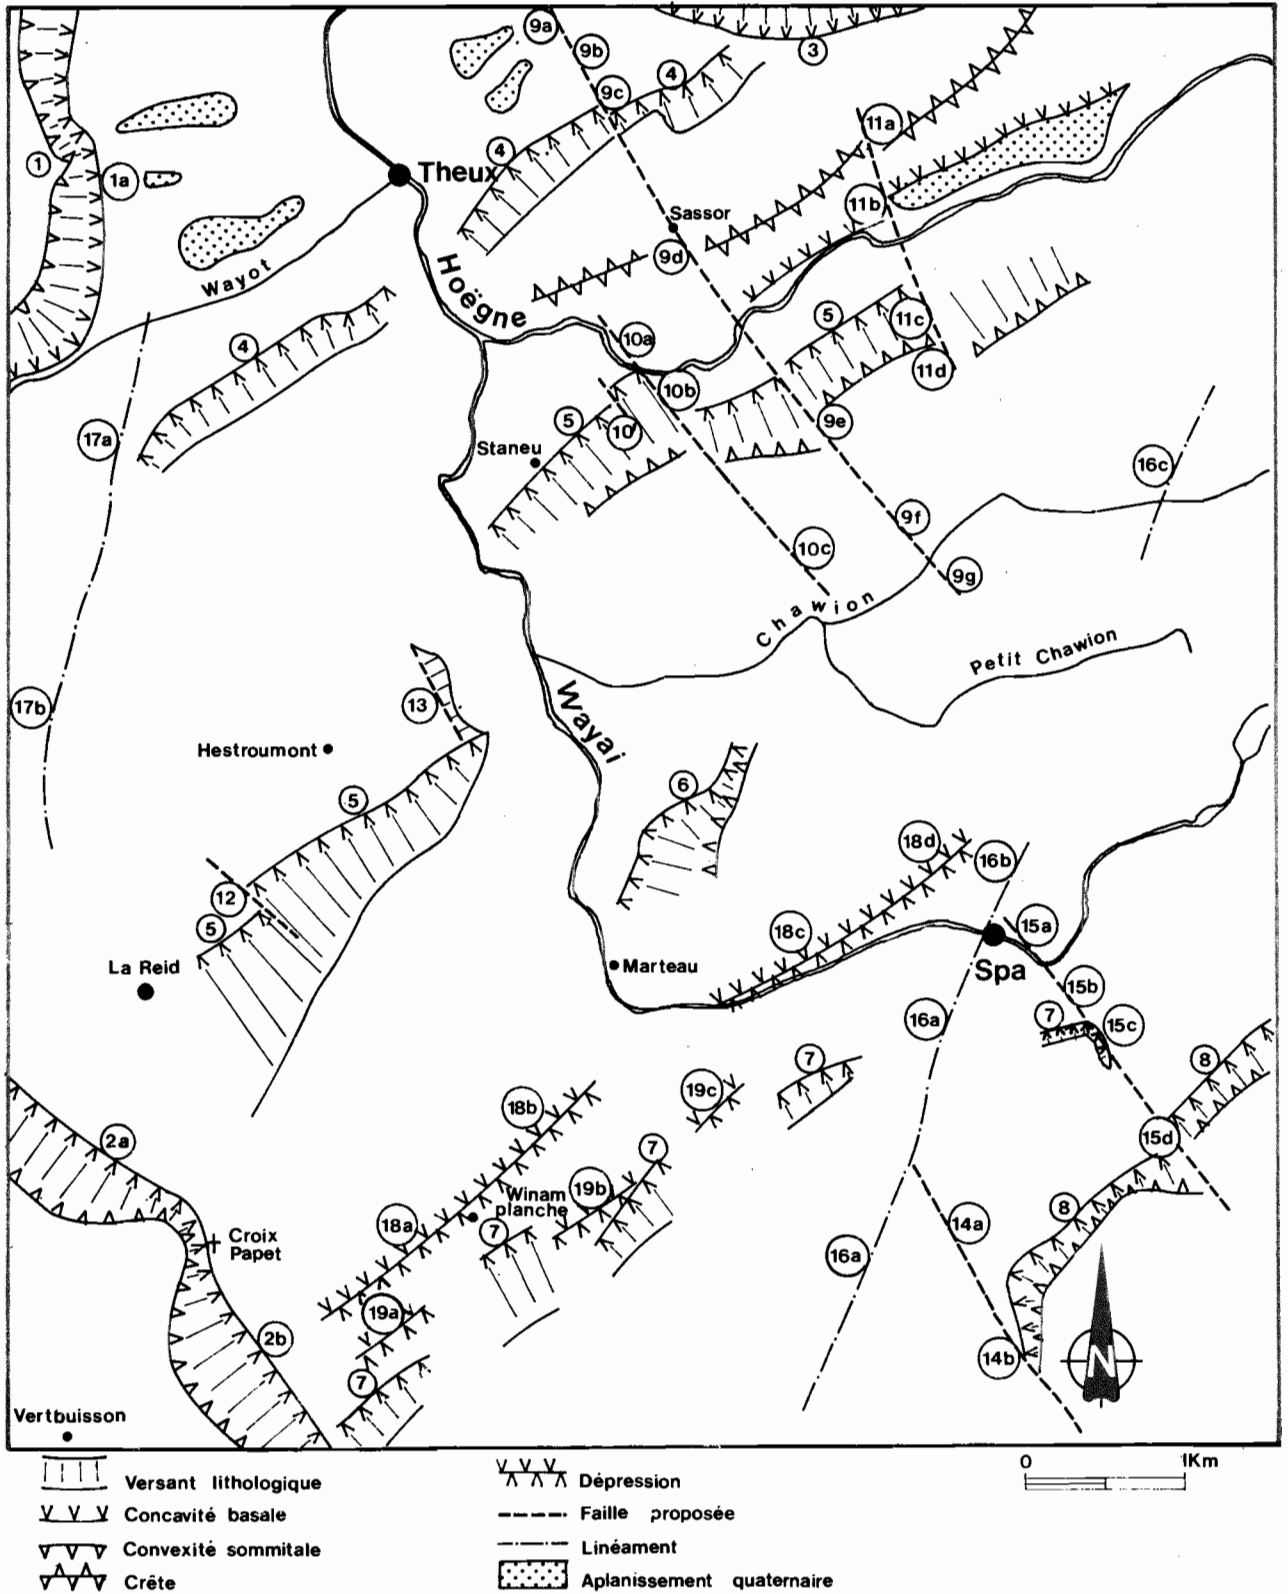 9a
9b
3
9c
4
11a
1
1a
4
Theux
11b
Sassor
9d
Wayot
Hoëgne
4
10a
5
11c
11d
10b
17a
5
10'
9e
Staneu
16c
9f
10c
9g
Chawion
Petit Chawion
13
17b
Wayai
Hestroumont
6
5
18d
16b
12
5
18c
15a
La Reid
Marteau
Spa
15b
16a
7
15c
7
8
19c
18b
2a
15d
7
Winam
planche
19b
8
14a
18a
7
Croix
Papet
16a
19a
2b
14b
N
7
Vertbuisson
Versant lithologique
Concavité basale
Convexité sommitale
Crête
Dépression
Faille proposée
Linéament
Aplanissement quaternaire
0 1Km